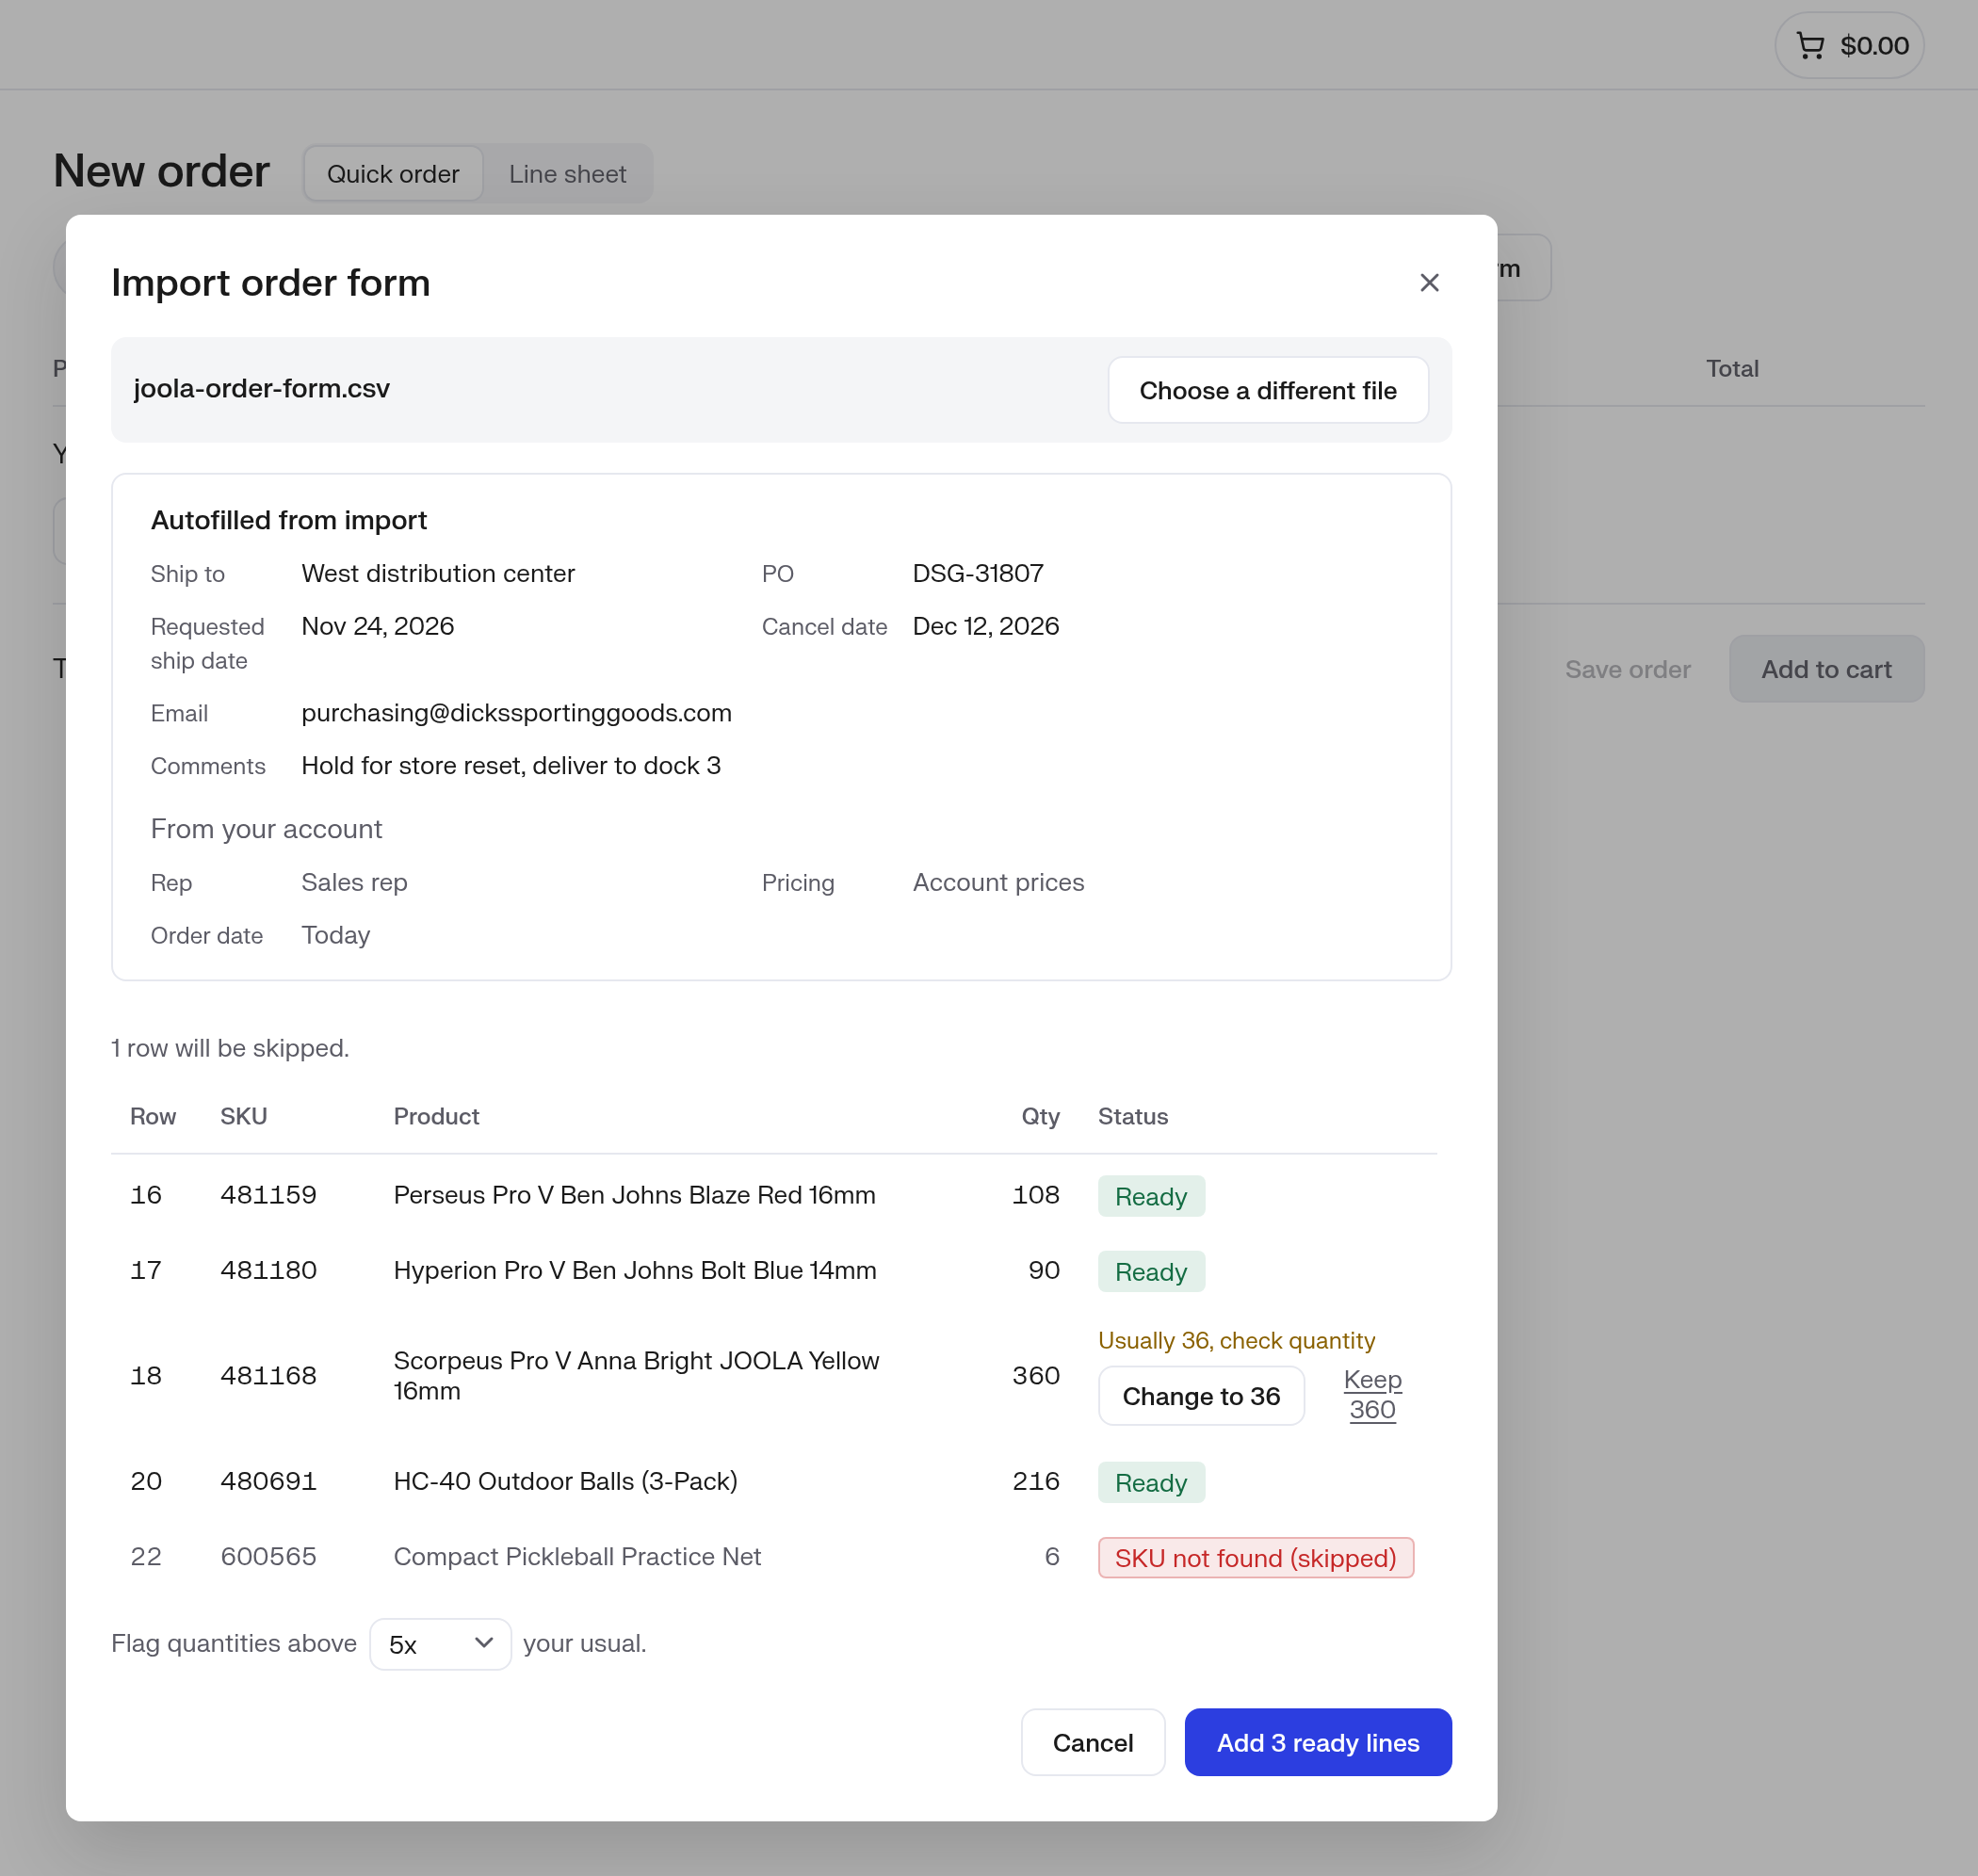 $0.00
New order
Quick order
Line sheet
rm
P
Total
Y
T
Save order
Add to cart
Import order form
joola-order-form.csv
Choose a different file
Autofilled from import
Ship to
West distribution center
PO
DSG-31807
Requested
ship date
Nov 24, 2026
Cancel date
Dec 12, 2026
Email
purchasing@dickssportinggoods.com
Comments
Hold for store reset, deliver to dock 3
From your account
Rep
Sales rep
Pricing
Account prices
Order date
Today
1 row will be skipped.
Row SKU Product Qty Status
16 481159 Perseus Pro V Ben Johns Blaze Red 16mm 108 Ready
17 481180 Hyperion Pro V Ben Johns Bolt Blue 14mm 90 Ready
18 481168 Scorpeus Pro V Anna Bright JOOLA Yellow
16mm
360
Usually 36, check quantity
Change to 36
Keep
360
20 480691 HC-40 Outdoor Balls (3-Pack) 216 Ready
22 600565 Compact Pickleball Practice Net 6 SKU not found (skipped)
Flag quantities above 5x your usual.
Cancel
Add 3 ready lines